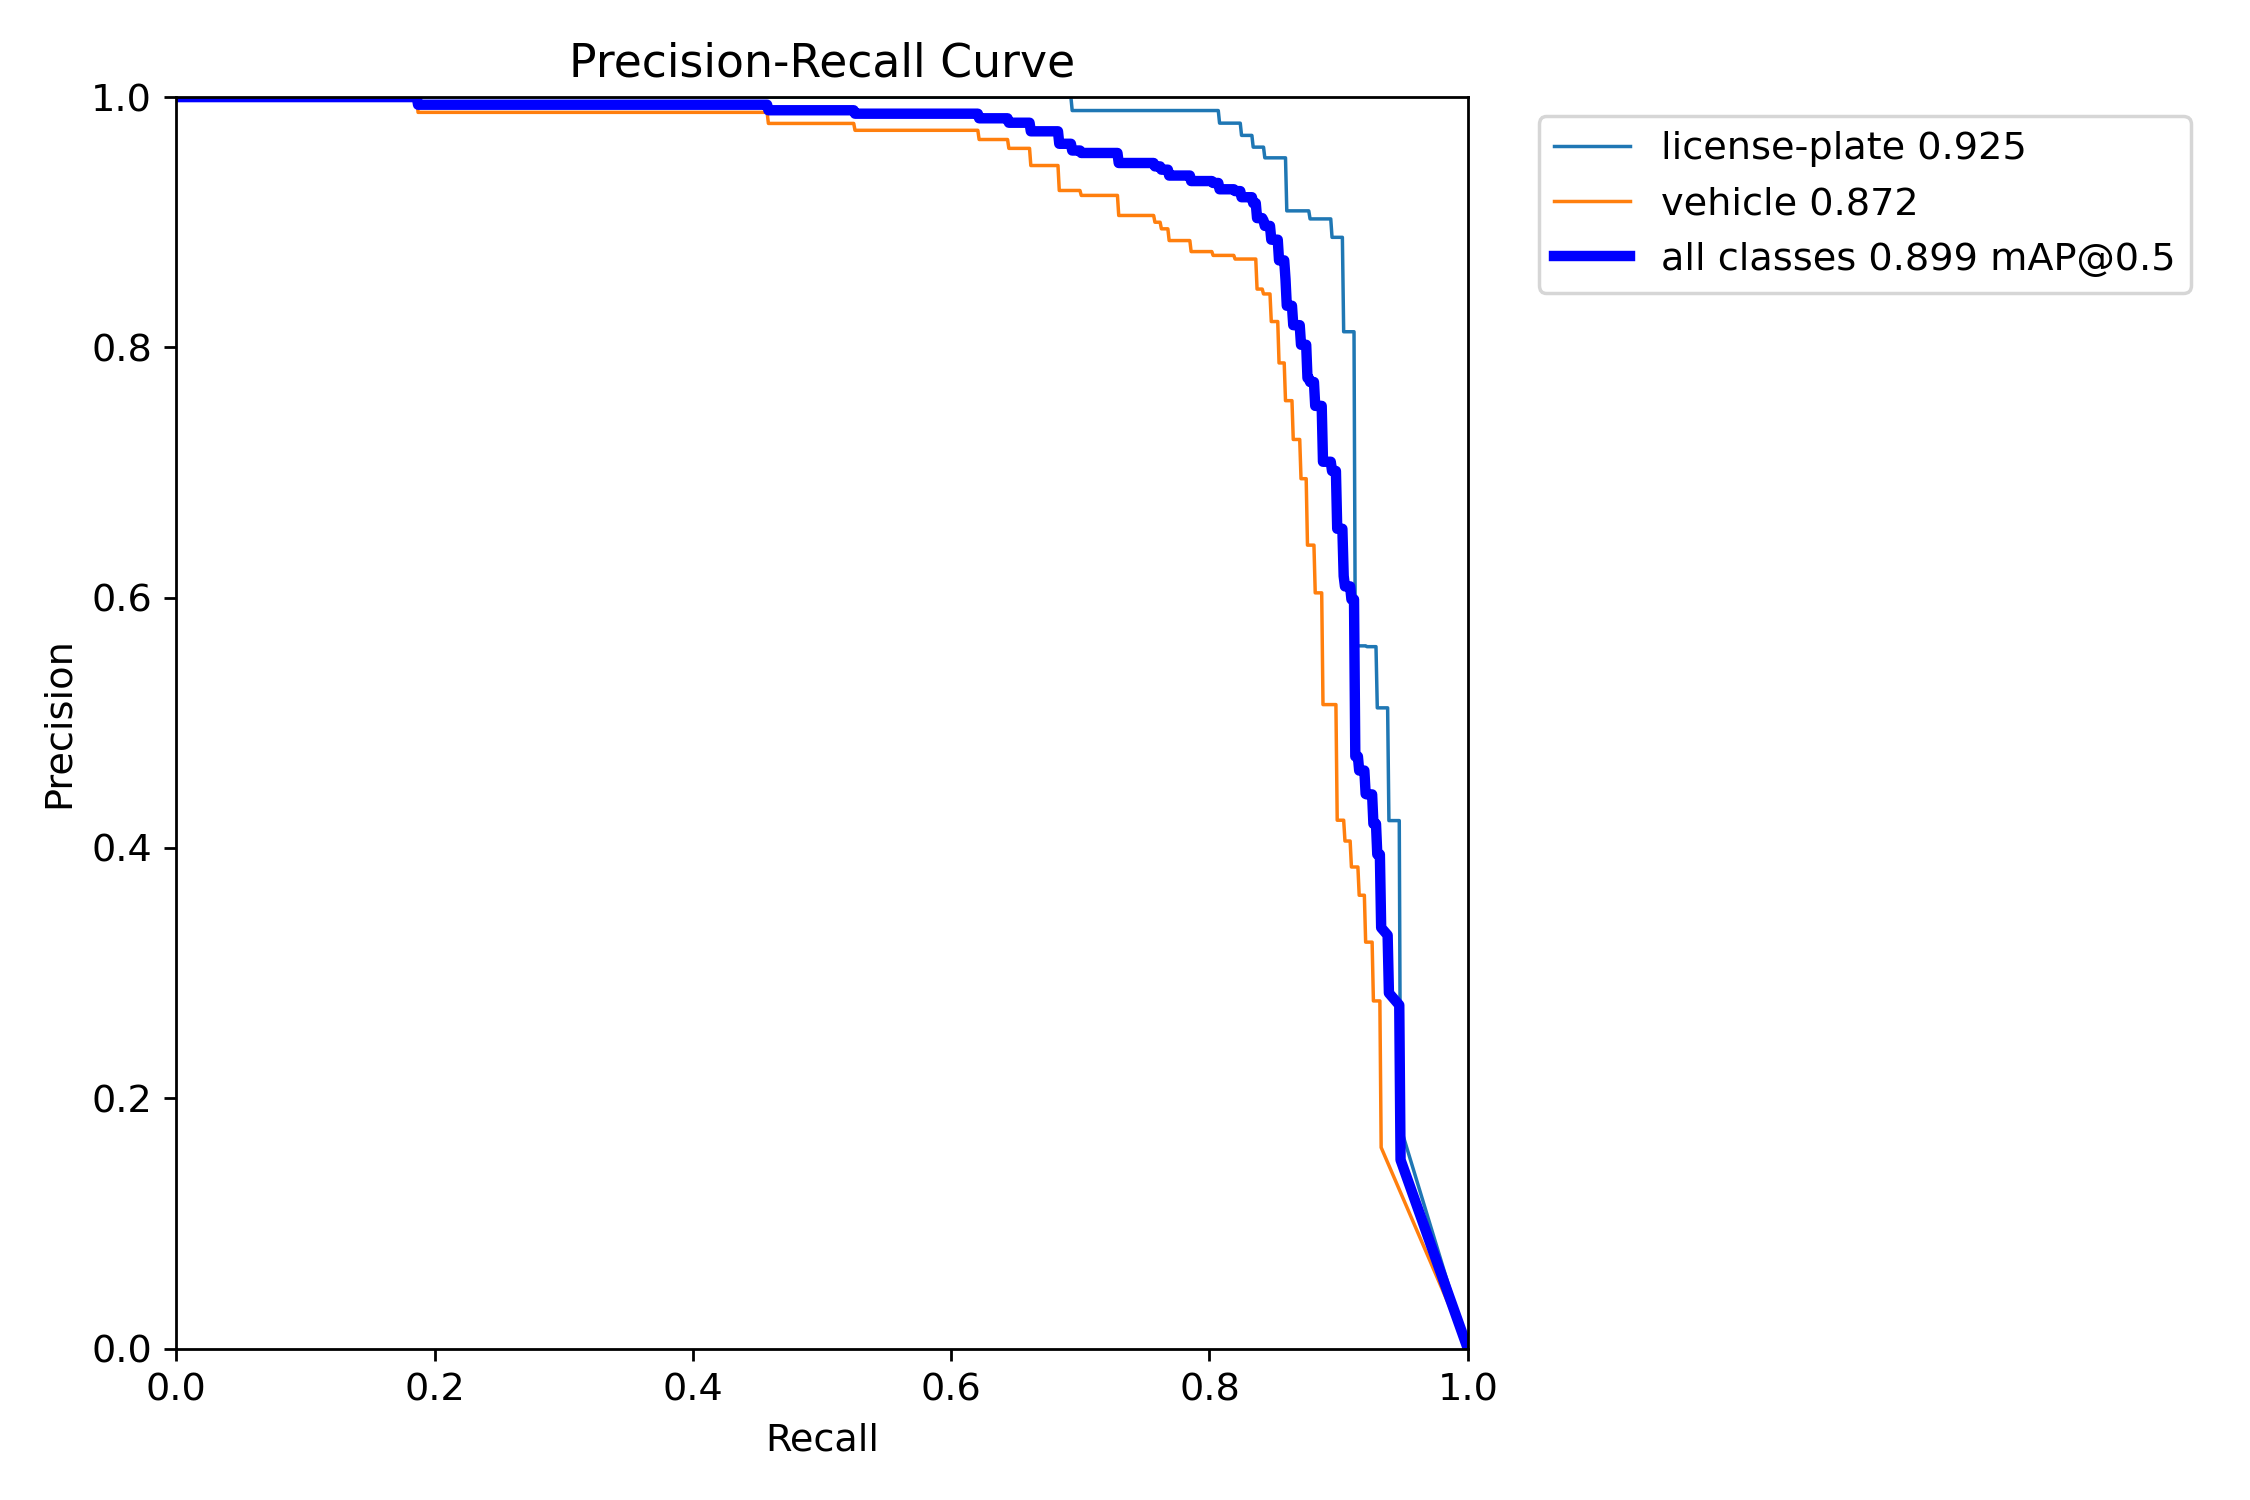 Precision-Recall Curve
1.0
0.8
0.6
0.4
0.2
0.0
Precision
0.0 0.2 0.4 0.6 0.8 1.0
Recall
license-plate 0.925
vehicle 0.872
all classes 0.899 mAP@0.5